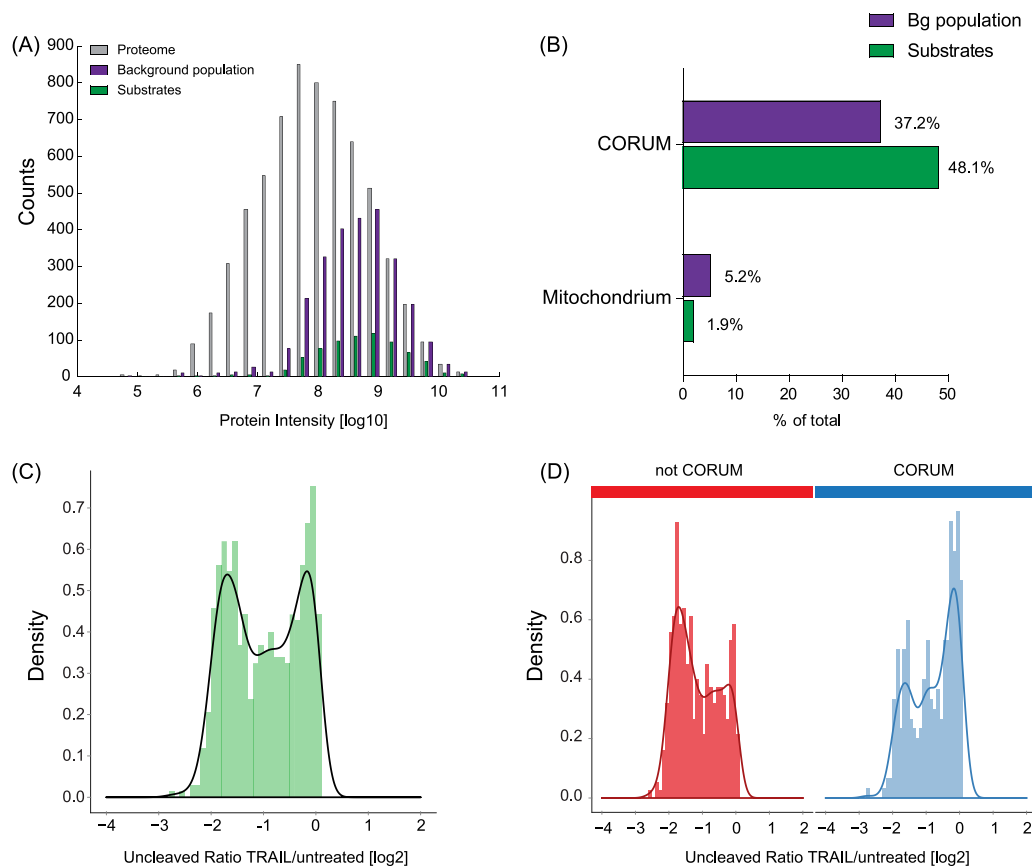 (A)
900
800
700
600
500
400
300
200
100
0
Counts
Proteome
Background population
Substrates
4 5 6 7 8 9 10 11
Protein Intensity [log10]
(B)
Bg population
Substrates
CORUM
37.2%
48.1%
Mitochondrium
5.2%
1.9%
0 10 20 30 40 50
% of total
(C)
0.7
0.6
0.5
0.4
0.3
0.2
0.1
0.0
Density
−4 −3 −2 −1 0 1 2
Uncleaved Ratio TRAIL/untreated [log2]
(D)
not CORUM CORUM
0.8
0.6
0.4
0.2
0.0
Density
−4 −3 −2 −1 0 1 2 −4 −3 −2 −1 0 1 2
Uncleaved Ratio TRAIL/untreated [log2]